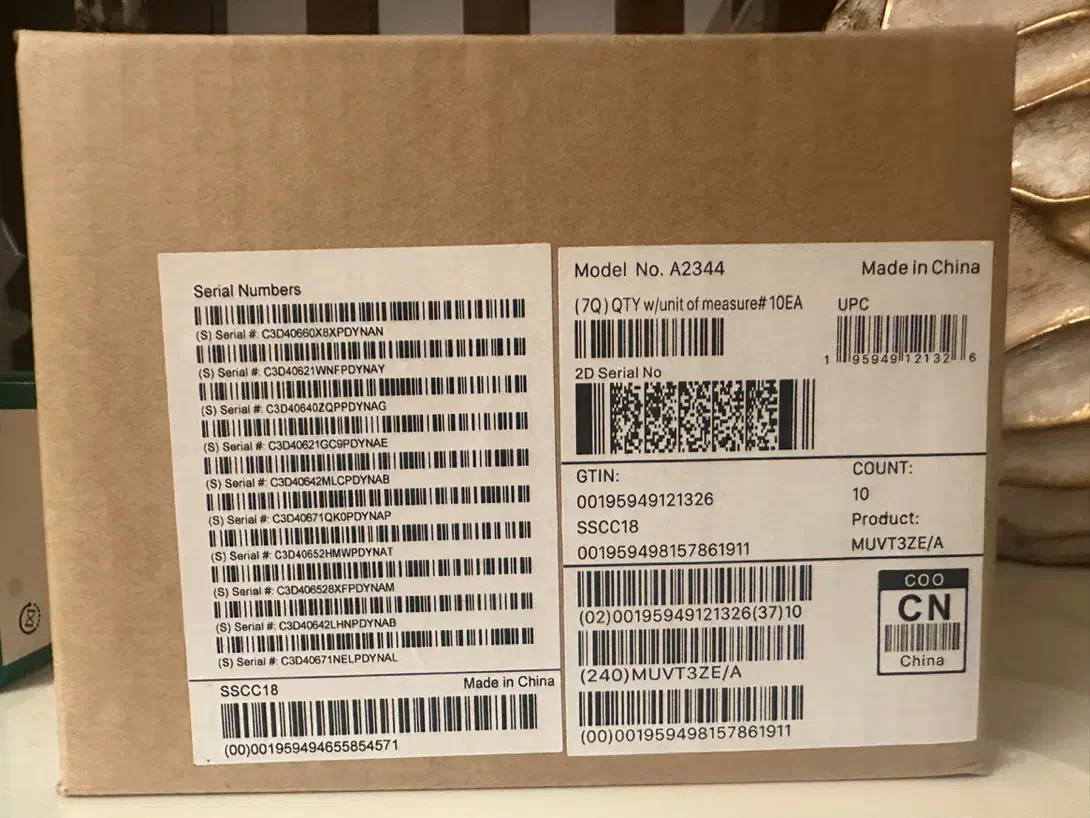 Serial Numbers
(S) Serial #: C3D40660X8XPDYNAN
(S) Serial #: C3D40621WNFPDYNAY
(S) Serial #: C3D40640ZQPPDYNAG
(S) Serial #: C3D40621GC9PDYNAE
(S) Serial #: C3D40642MLCPDYNAB
(S) Serial #: C3D40671QK0PDYNAP
(S) Serial #: C3D40652HMWPDYNAT
(S) Serial #: C3D406528XFPDYNAM
(S) Serial #: C3D40642LHNPDYNAB
(S) Serial #: C3D40671NELPDYNAL
SSCC18 Made in China
(00)001959494655854571
Model No. A2344 Made in China
(7Q) QTY w/unit of measure# 10EA UPC
1 95949 12132 6
2D Serial No
GTIN: COUNT:
00195949121326 10
SSCC18 Product:
001959498157861911 MUVT3ZE/A
(02)00195949121326(37)10
(240)MUVT3ZE/A
(00)001959498157861911
COO
CN
China